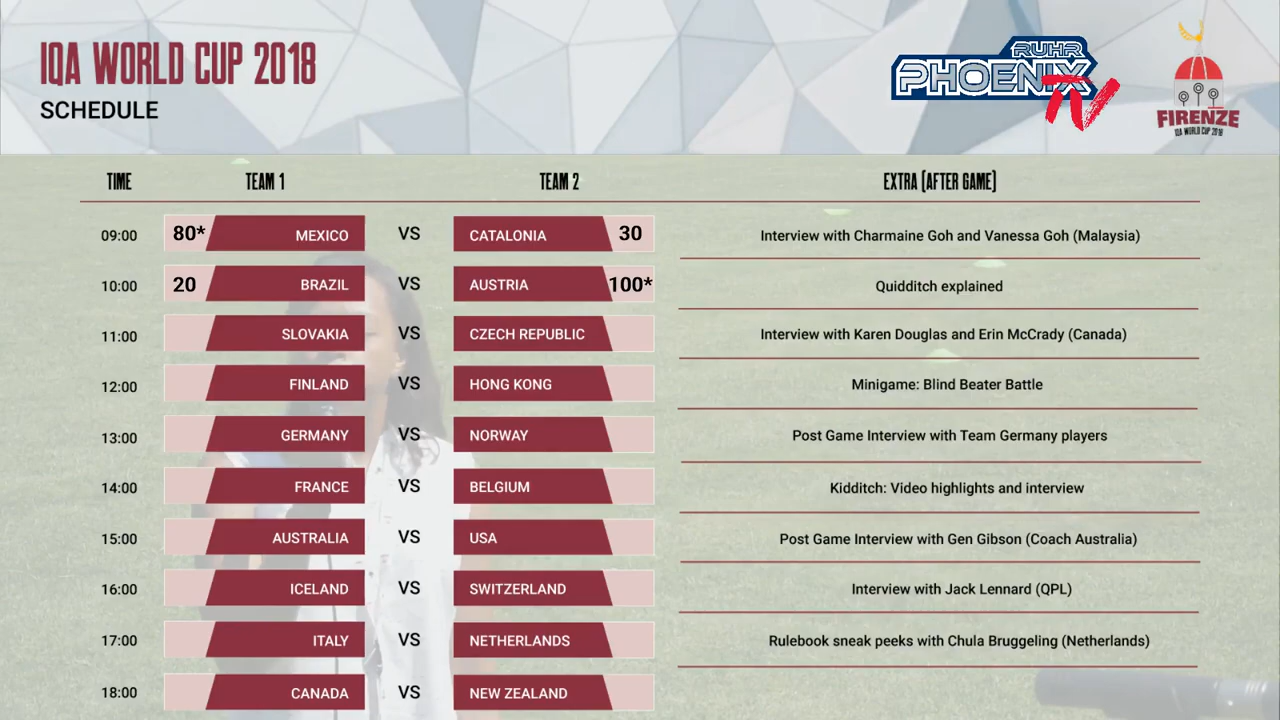 IQA WORLD CUP 2018
SCHEDULE
RUHR
PHOENIX
TV
FIRENZE
IQA WORLD CUP 2018
TIME TEAM 1 TEAM 2 EXTRA (AFTER GAME)
09:00 80* MEXICO VS CATALONIA 30 Interview with Charmaine Goh and Vanessa Goh (Malaysia)
10:00 20 BRAZIL VS AUSTRIA 100* Quidditch explained
11:00 SLOVAKIA VS CZECH REPUBLIC Interview with Karen Douglas and Erin McCrady (Canada)
12:00 FINLAND VS HONG KONG Minigame: Blind Beater Battle
13:00 GERMANY VS NORWAY Post Game Interview with Team Germany players
14:00 FRANCE VS BELGIUM Kidditch: Video highlights and interview
15:00 AUSTRALIA VS USA Post Game Interview with Gen Gibson (Coach Australia)
16:00 ICELAND VS SWITZERLAND Interview with Jack Lennard (QPL)
17:00 ITALY VS NETHERLANDS Rulebook sneak peeks with Chula Bruggeling (Netherlands)
18:00 CANADA VS NEW ZEALAND